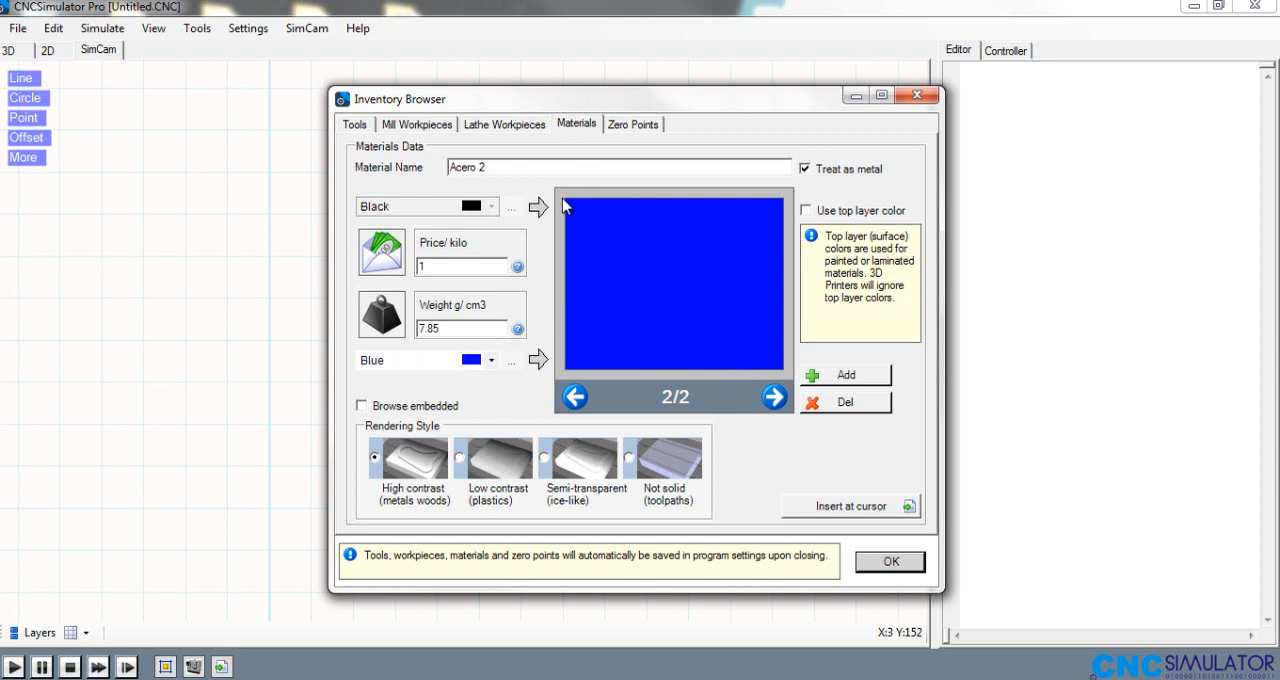 CNCSimulator Pro [Untitled.CNC]
File Edit Simulate View Tools Settings SimCam Help
3D 2D SimCam
Editor Controller
Line
Circle
Point
Offset
More
Inventory Browser
Tools Mill Workpieces Lathe Workpieces Materials Zero Points
Materials Data
Material Name Acero 2
Treat as metal
Black ...
Use top layer color
Price/ kilo
1
Top layer (surface)
colors are used for
painted or laminated
materials. 3D
Printers will ignore
top layer colors.
Weight g/ cm3
7.85
Blue ...
Add
2/2
Del
Browse embedded
Rendering Style
High contrast
(metals woods)
Low contrast
(plastics)
Semi-transparent
(ice-like)
Not solid
(toolpaths)
Insert at cursor
Tools, workpieces, materials and zero points will automatically be saved in program settings upon closing.
OK
Layers
X:3 Y:152
CNCSIMULATOR